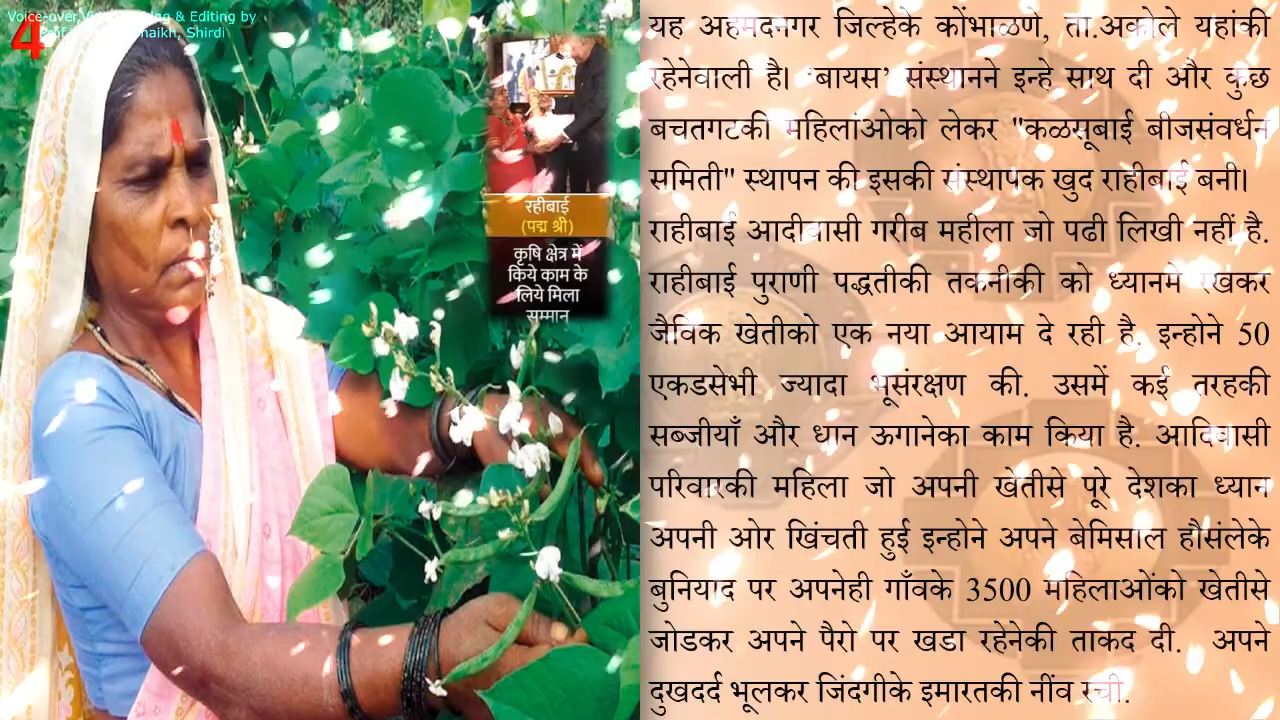 Voice-over, & Editing by
Shirdi
4
रहीबाई
(पद्म श्री)
कृषि क्षेत्र में
किये काम के
लिये मिला
सम्मान
यह अहमदनगर जिल्हेके कोंभाळणे, ता.अकोले यहांकी
रहेनेवाली है। ‘बायस’ संस्थानने इन्हे साथ दी और कुछ
बचतगटकी महिलांओको लेकर "कळसूबाई बीजसंवर्धन
समिती" स्थापन की इसकी संस्थापक खुद राहीबाई बनी।
राहीबाई आदीवासी गरीब महीला जो पढी लिखी नहीं है.
राहीबाई पुराणी पद्धतीकी तकनीकी को ध्यानमे रखकर
जैविक खेतीको एक नया आयाम दे रही है. इन्होने 50
एकडसेभी ज्यादा भूसंरक्षण की. उसमें कई तरहकी
सब्जीयाँ और धान ऊगानेका काम किया है. आदिवासी
परिवारकी महिला जो अपनी खेतीसे पूरे देशका ध्यान
अपनी ओर खिंचती हुई इन्होने अपने बेमिसाल हौसंलेके
बुनियाद पर अपनेही गाँवके 3500 महिलाओंको खेतीसे
जोडकर अपने पैरो पर खडा रहेनेकी ताकद दी. अपने
दुखदर्द भूलकर जिंदगीके इमारतकी नींव रची.